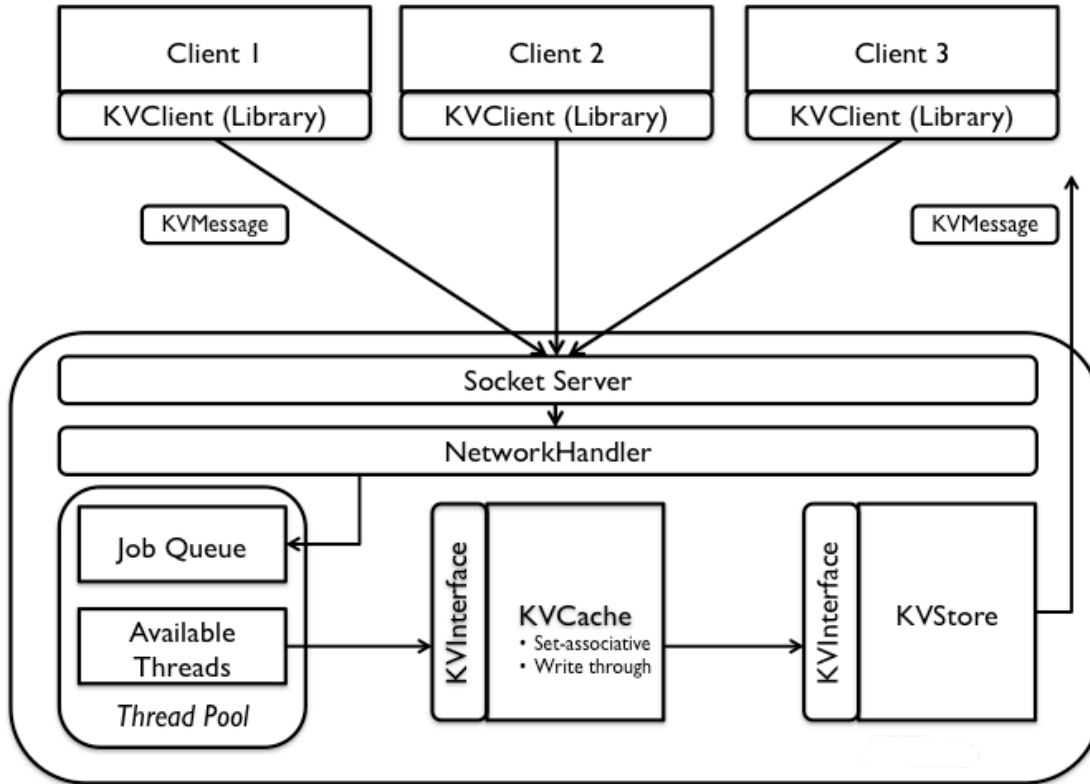 Client 1
Client 2
Client 3
KVClient (Library)
KVClient (Library)
KVClient (Library)
KVMessage
KVMessage
Socket Server
NetworkHandler
Job Queue
Available
Threads
Thread Pool
KVInterface
KVCache
• Set-associative
• Write through
KVInterface
KVStore